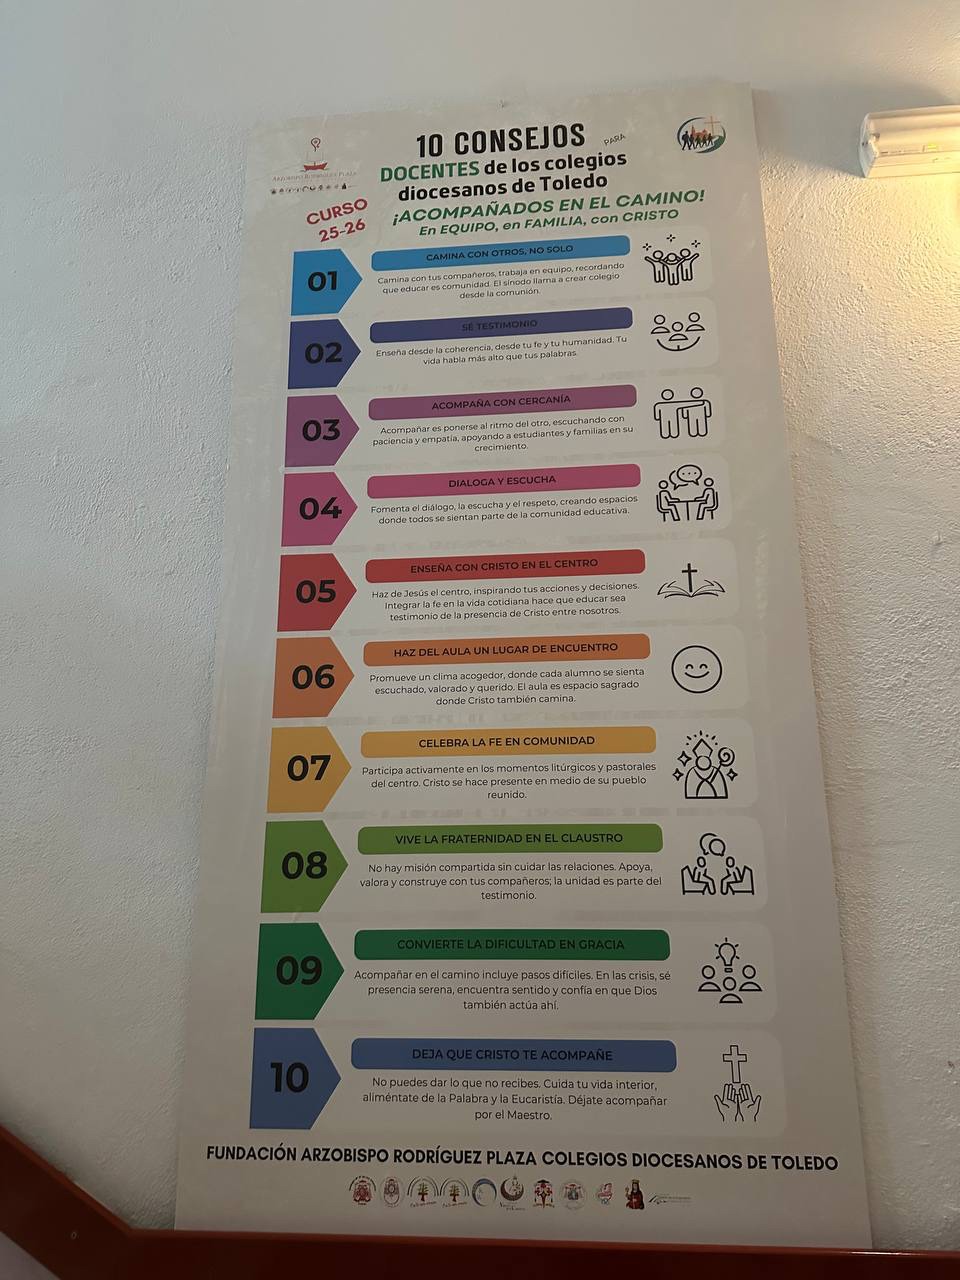 10 CONSEJOS PARA
DOCENTES de los colegios
diocesanos de Toledo
ARZOBISPO RODRÍGUEZ PLAZA
CURSO
25-26
¡ACOMPAÑADOS EN EL CAMINO!
En EQUIPO, en FAMILIA, con CRISTO
01
CAMINA CON OTROS, NO SOLO
Camina con tus compañeros, trabaja en equipo, recordando
que educar es comunidad. El sínodo llama a crear colegio
desde la comunión.
02
SÉ TESTIMONIO
Enseña desde la coherencia, desde tu fe y tu humanidad. Tu
vida habla más alto que tus palabras.
03
ACOMPAÑA CON CERCANÍA
Acompañar es ponerse al ritmo del otro, escuchando con
paciencia y empatía, apoyando a estudiantes y familias en su
crecimiento.
04
DIALOGA Y ESCUCHA
Fomenta el diálogo, la escucha y el respeto, creando espacios
donde todos se sientan parte de la comunidad educativa.
05
ENSEÑA CON CRISTO EN EL CENTRO
Haz de Jesús el centro, inspirando tus acciones y decisiones.
Integrar la fe en la vida cotidiana hace que educar sea
testimonio de la presencia de Cristo entre nosotros.
06
HAZ DEL AULA UN LUGAR DE ENCUENTRO
Promueve un clima acogedor, donde cada alumno se sienta
escuchado, valorado y querido. El aula es espacio sagrado
donde Cristo también camina.
07
CELEBRA LA FE EN COMUNIDAD
Participa activamente en los momentos litúrgicos y pastorales
del centro. Cristo se hace presente en medio de su pueblo
reunido.
08
VIVE LA FRATERNIDAD EN EL CLAUSTRO
No hay misión compartida sin cuidar las relaciones. Apoya,
valora y construye con tus compañeros; la unidad es parte del
testimonio.
09
CONVIERTE LA DIFICULTAD EN GRACIA
Acompañar en el camino incluye pasos difíciles. En las crisis, sé
presencia serena, encuentra sentido y confía en que Dios
también actúa ahí.
10
DEJA QUE CRISTO TE ACOMPAÑE
No puedes dar lo que no recibes. Cuida tu vida interior,
aliméntate de la Palabra y la Eucaristía. Déjate acompañar
por el Maestro.
FUNDACIÓN ARZOBISPO RODRÍGUEZ PLAZA COLEGIOS DIOCESANOS DE TOLEDO